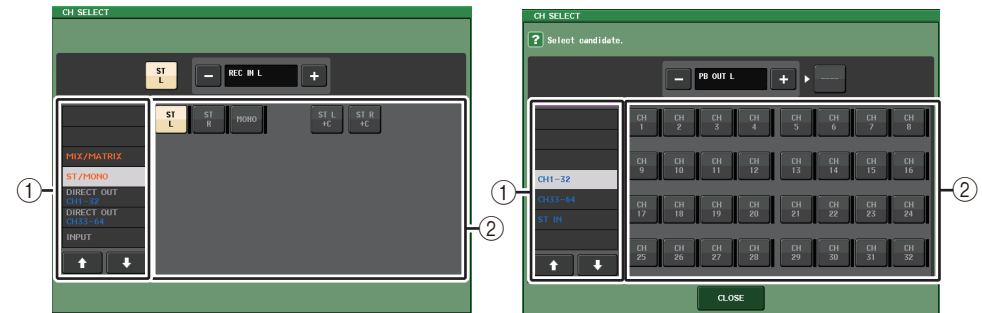 CH SELECT
ST L
− REC IN L +
ST L
ST R
MONO
ST L +C
ST R +C
MIX/MATRIX
ST/MONO
DIRECT OUT
CH1-32
DIRECT OUT
CH33-64
INPUT
1
2
CH SELECT
? Select candidate.
− PB OUT L +
CH1-32
CH33-64
ST IN
CH 1
CH 2
CH 3
CH 4
CH 5
CH 6
CH 7
CH 8
CH 9
CH 10
CH 11
CH 12
CH 13
CH 14
CH 15
CH 16
CH 17
CH 18
CH 19
CH 20
CH 21
CH 22
CH 23
CH 24
CH 25
CH 26
CH 27
CH 28
CH 29
CH 30
CH 31
CH 32
1
2
CLOSE